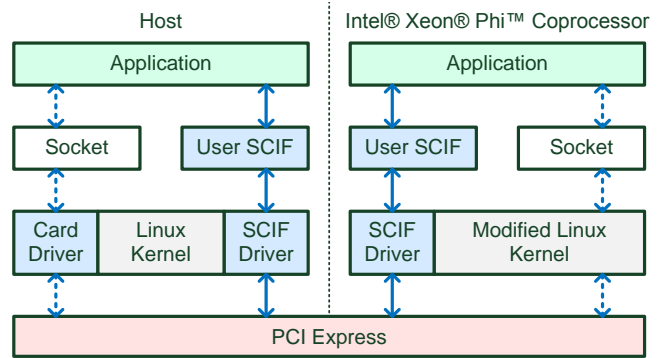 Host
Intel® Xeon® Phi™ Coprocessor
Application
Application
Socket
User SCIF
User SCIF
Socket
Card
Driver
Linux
Kernel
SCIF
Driver
SCIF
Driver
Modified Linux
Kernel
PCI Express